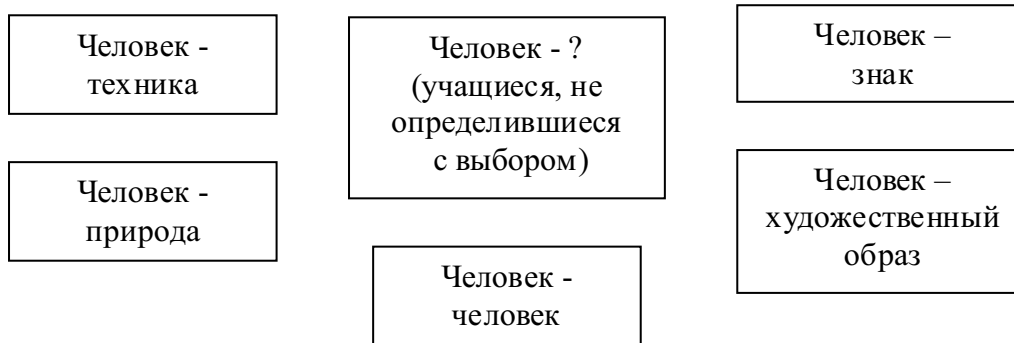 Человек -
техника
Человек - ?
(учащиеся, не
определившиеся
с выбором)
Человек –
знак
Человек -
природа
Человек –
художественный
образ
Человек -
человек